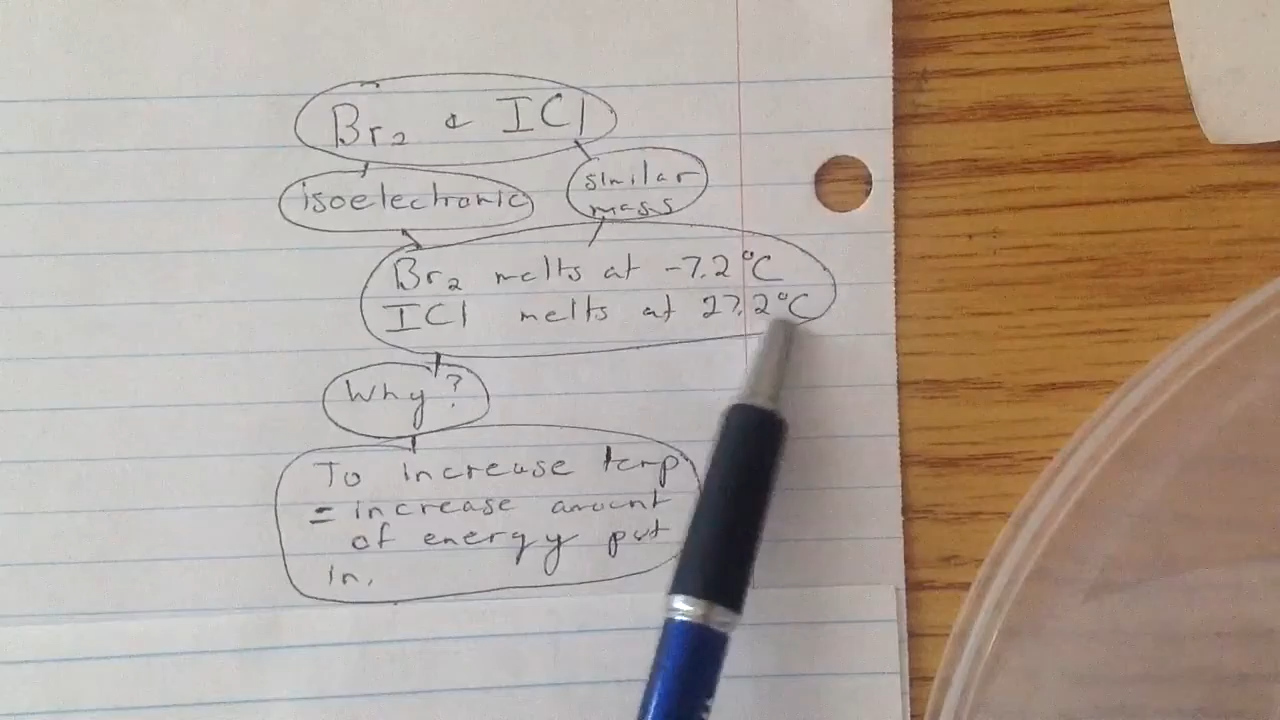 Br₂ & ICl
isoelectronic
similar
mass
Br₂ melts at -7.2°C
ICl melts at 27.2°C
Why?
To increase temp
= increase amount
of energy put
in.